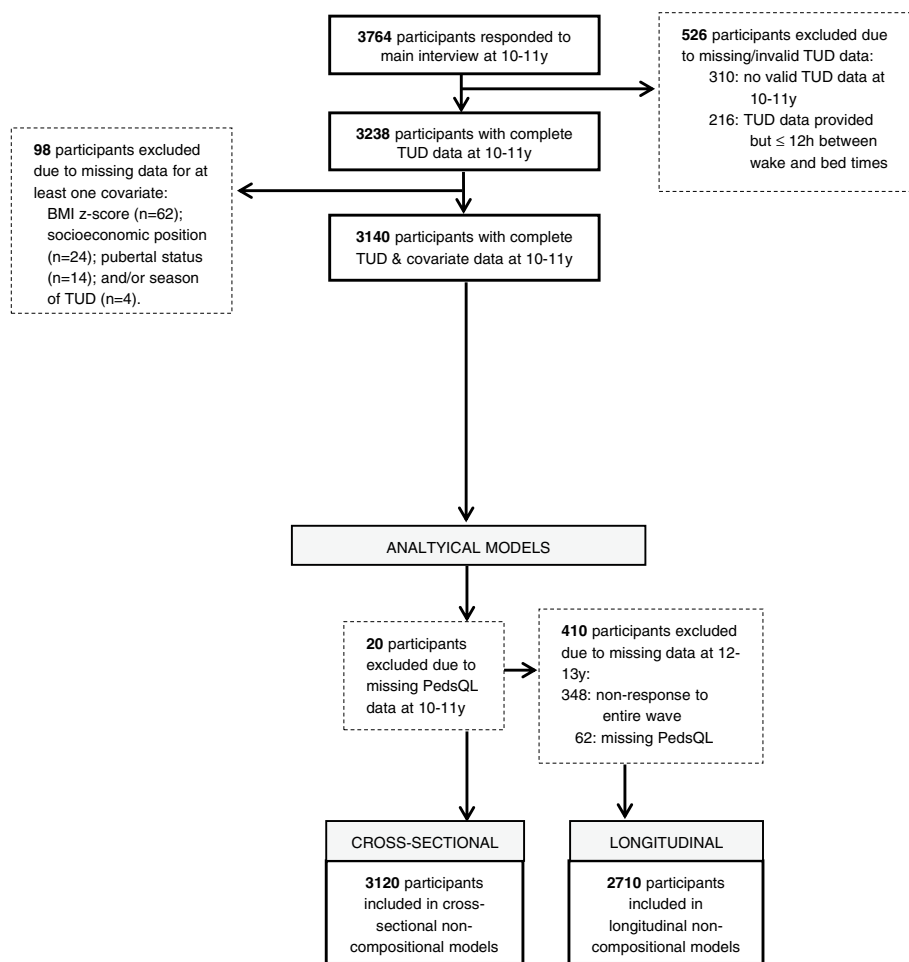 3764 participants responded to
main interview at 10-11y
526 participants excluded due
to missing/invalid TUD data:
310: no valid TUD data at
10-11y
216: TUD data provided
but ≤ 12h between
wake and bed times
3238 participants with complete
TUD data at 10-11y
98 participants excluded
due to missing data for at
least one covariate:
BMI z-score (n=62);
socioeconomic position
(n=24); pubertal status
(n=14); and/or season
of TUD (n=4).
3140 participants with complete
TUD & covariate data at 10-11y
ANALTYICAL MODELS
20 participants
excluded due to
missing PedsQL
data at 10-11y
410 participants excluded
due to missing data at 12-
13y:
348: non-response to
entire wave
62: missing PedsQL
CROSS-SECTIONAL
3120 participants
included in cross-
sectional non-
compositional models
LONGITUDINAL
2710 participants
included in
longitudinal non-
compositional models